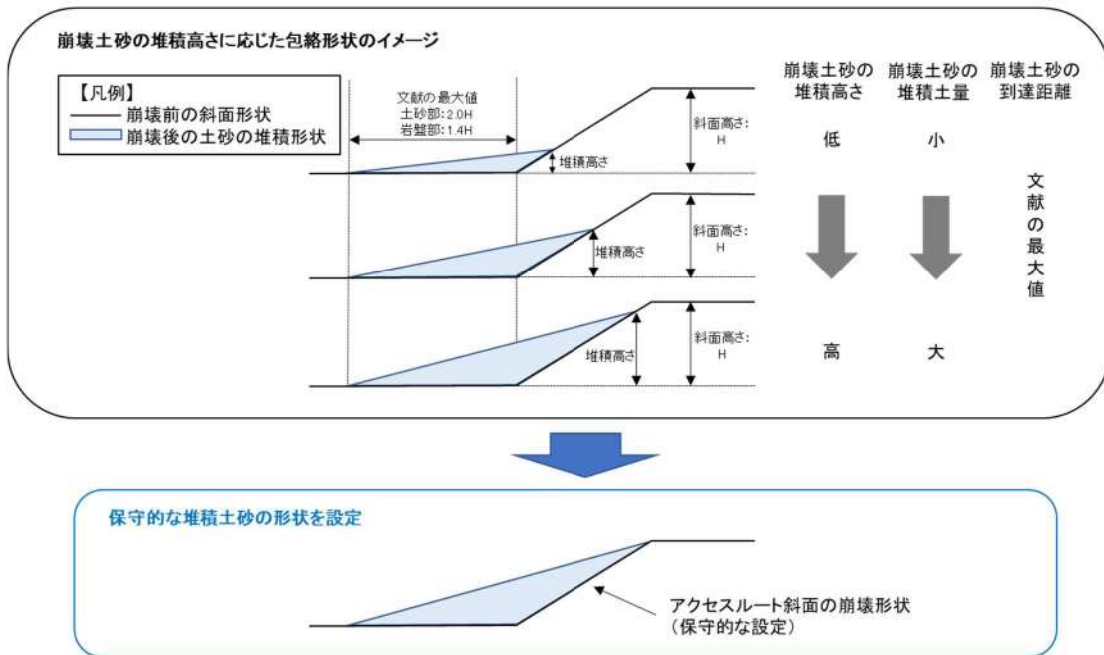 崩壊土砂の堆積高さに応じた包絡形状のイメージ
【凡例】
崩壊前の斜面形状
崩壊後の土砂の堆積形状
文献の最大値
土砂部:2.0H
岩盤部:1.4H
堆積高さ
斜面高さ:
H
堆積高さ
斜面高さ:
H
堆積高さ
斜面高さ:
H
崩壊土砂の
堆積高さ
崩壊土砂の
堆積土量
崩壊土砂の
到達距離
低
小
文献の最大値
高
大
保守的な堆積土砂の形状を設定
アクセスルート斜面の崩壊形状
(保守的な設定)